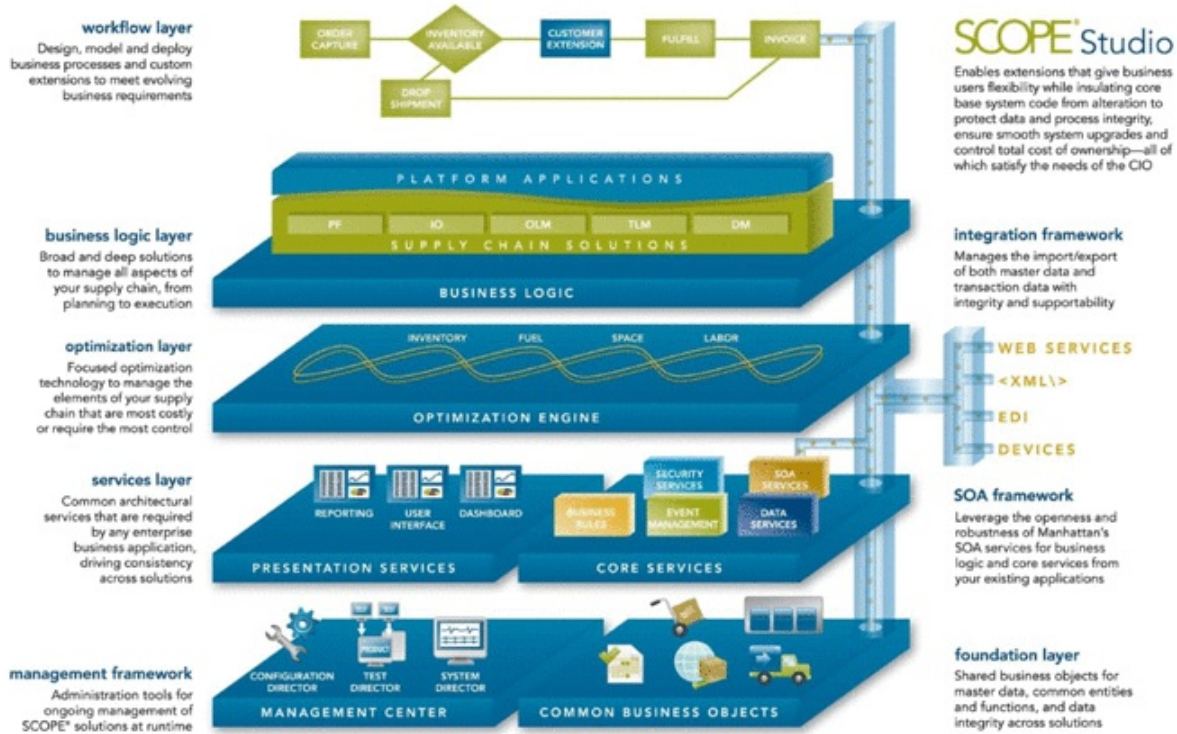 workflow layer
Design, model and deploy
business processes and custom
extensions to meet evolving
business requirements
ORDER
CAPTURE
INVENTORY
AVAILABLE
CUSTOMER
EXTENSION
FULFILL
INVOICE
DROP
SHIPMENT
SCOPE® Studio
Enables extensions that give business
users flexibility while insulating core
base system code from alteration to
protect data and process integrity,
ensure smooth system upgrades and
control total cost of ownership—all of
which satisfy the needs of the CIO
PLATFORM APPLICATIONS
PF
IO
OLM
TLM
DM
SUPPLY CHAIN SOLUTIONS
BUSINESS LOGIC
business logic layer
Broad and deep solutions
to manage all aspects of
your supply chain, from
planning to execution
integration framework
Manages the import/export
of both master data and
transaction data with
integrity and supportability
optimization layer
Focused optimization
technology to manage the
elements of your supply
chain that are most costly
or require the most control
INVENTORY
FUEL
SPACE
LABOR
OPTIMIZATION ENGINE
WEB SERVICES
<XML\>
EDI
DEVICES
services layer
Common architectural
services that are required
by any enterprise
business application,
driving consistency
across solutions
REPORTING
USER
INTERFACE
DASHBOARD
PRESENTATION SERVICES
SECURITY
SERVICES
SOA
SERVICES
BUSINESS
RULES
EVENT
MANAGEMENT
DATA
SERVICES
CORE SERVICES
SOA framework
Leverage the openness and
robustness of Manhattan's
SOA services for business
logic and core services from
your existing applications
management framework
Administration tools for
ongoing management of
SCOPE® solutions at runtime
CONFIGURATION
DIRECTOR
PRODUCT
TEST
DIRECTOR
SYSTEM
DIRECTOR
MANAGEMENT CENTER
COMMON BUSINESS OBJECTS
foundation layer
Shared business objects for
master data, common entities
and functions, and data
integrity across solutions